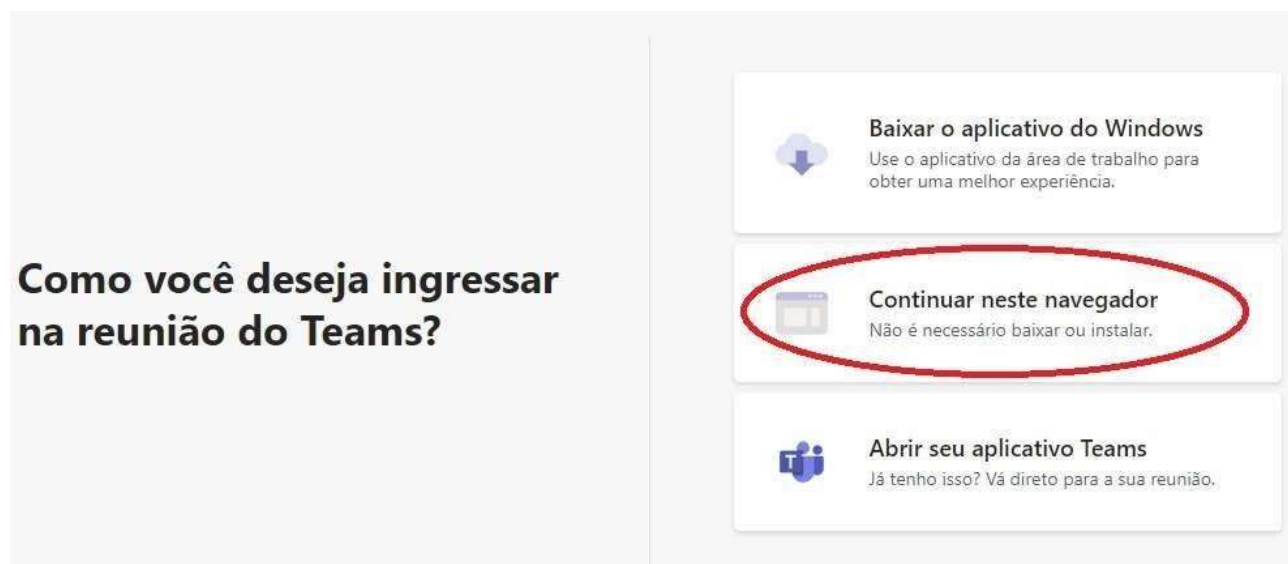 Como você deseja ingressar
na reunião do Teams?
Baixar o aplicativo do Windows
Use o aplicativo da área de trabalho para
obter uma melhor experiência.
Continuar neste navegador
Não é necessário baixar ou instalar.
T
Abrir seu aplicativo Teams
Já tenho isso? Vá direto para a sua reunião.